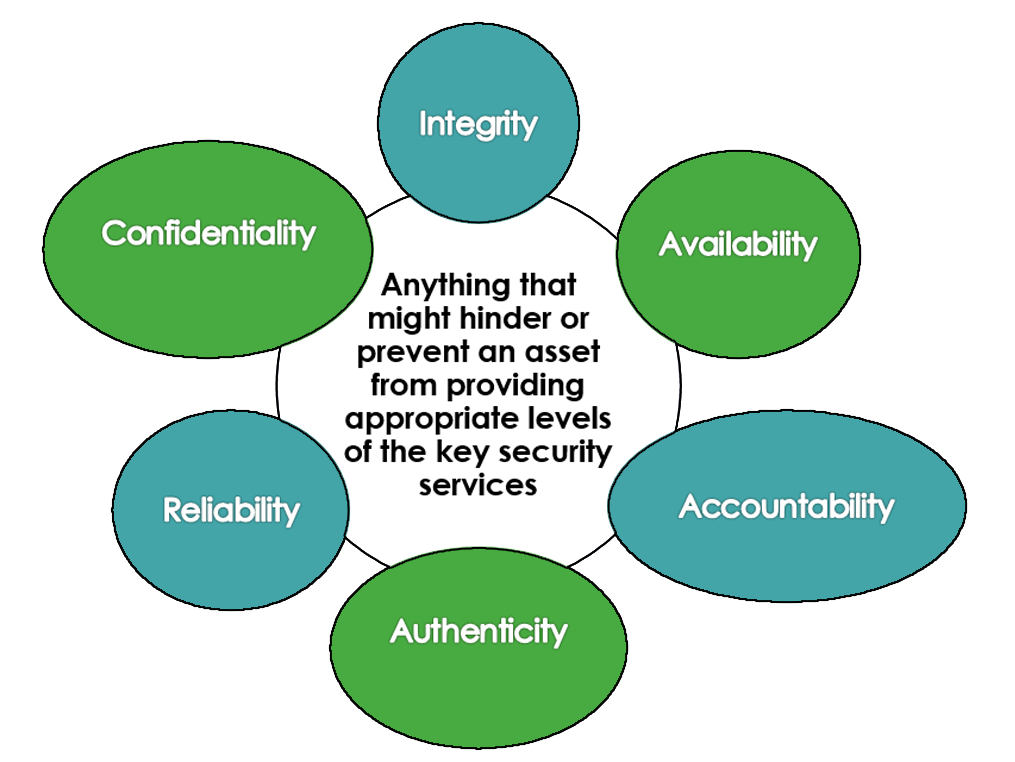 Integrity
Confidentiality
Availability
Anything that
might hinder or
prevent an asset
from providing
appropriate levels
of the key security
services
Reliability
Accountability
Authenticity